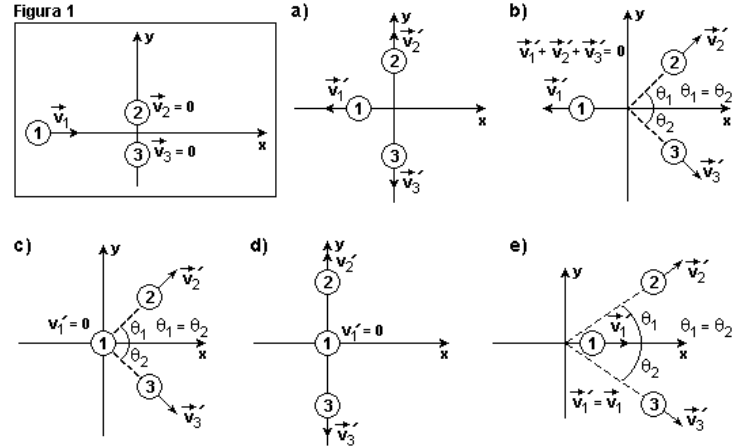 Figura 1
y
v₁
1
2
v₂ = 0
3
v₃ = 0
x
a)
y
v₂′
2
v₁′
1
x
3
v₃′
b)
y
v₁′ + v₂′ + v₃′ = 0
v₂′
2
v₁′
1
θ₁
θ₁ = θ₂
θ₂
x
3
v₃′
c)
y
v₂′
2
v₁′ = 0
1
θ₁
θ₁ = θ₂
θ₂
x
3
v₃′
d)
y
v₂′
2
v₁′ = 0
1
x
3
v₃′
e)
y
v₂′
2
θ₁
v₁′
1
θ₁ = θ₂
x
θ₂
v₁′ = v₁
3
v₃′